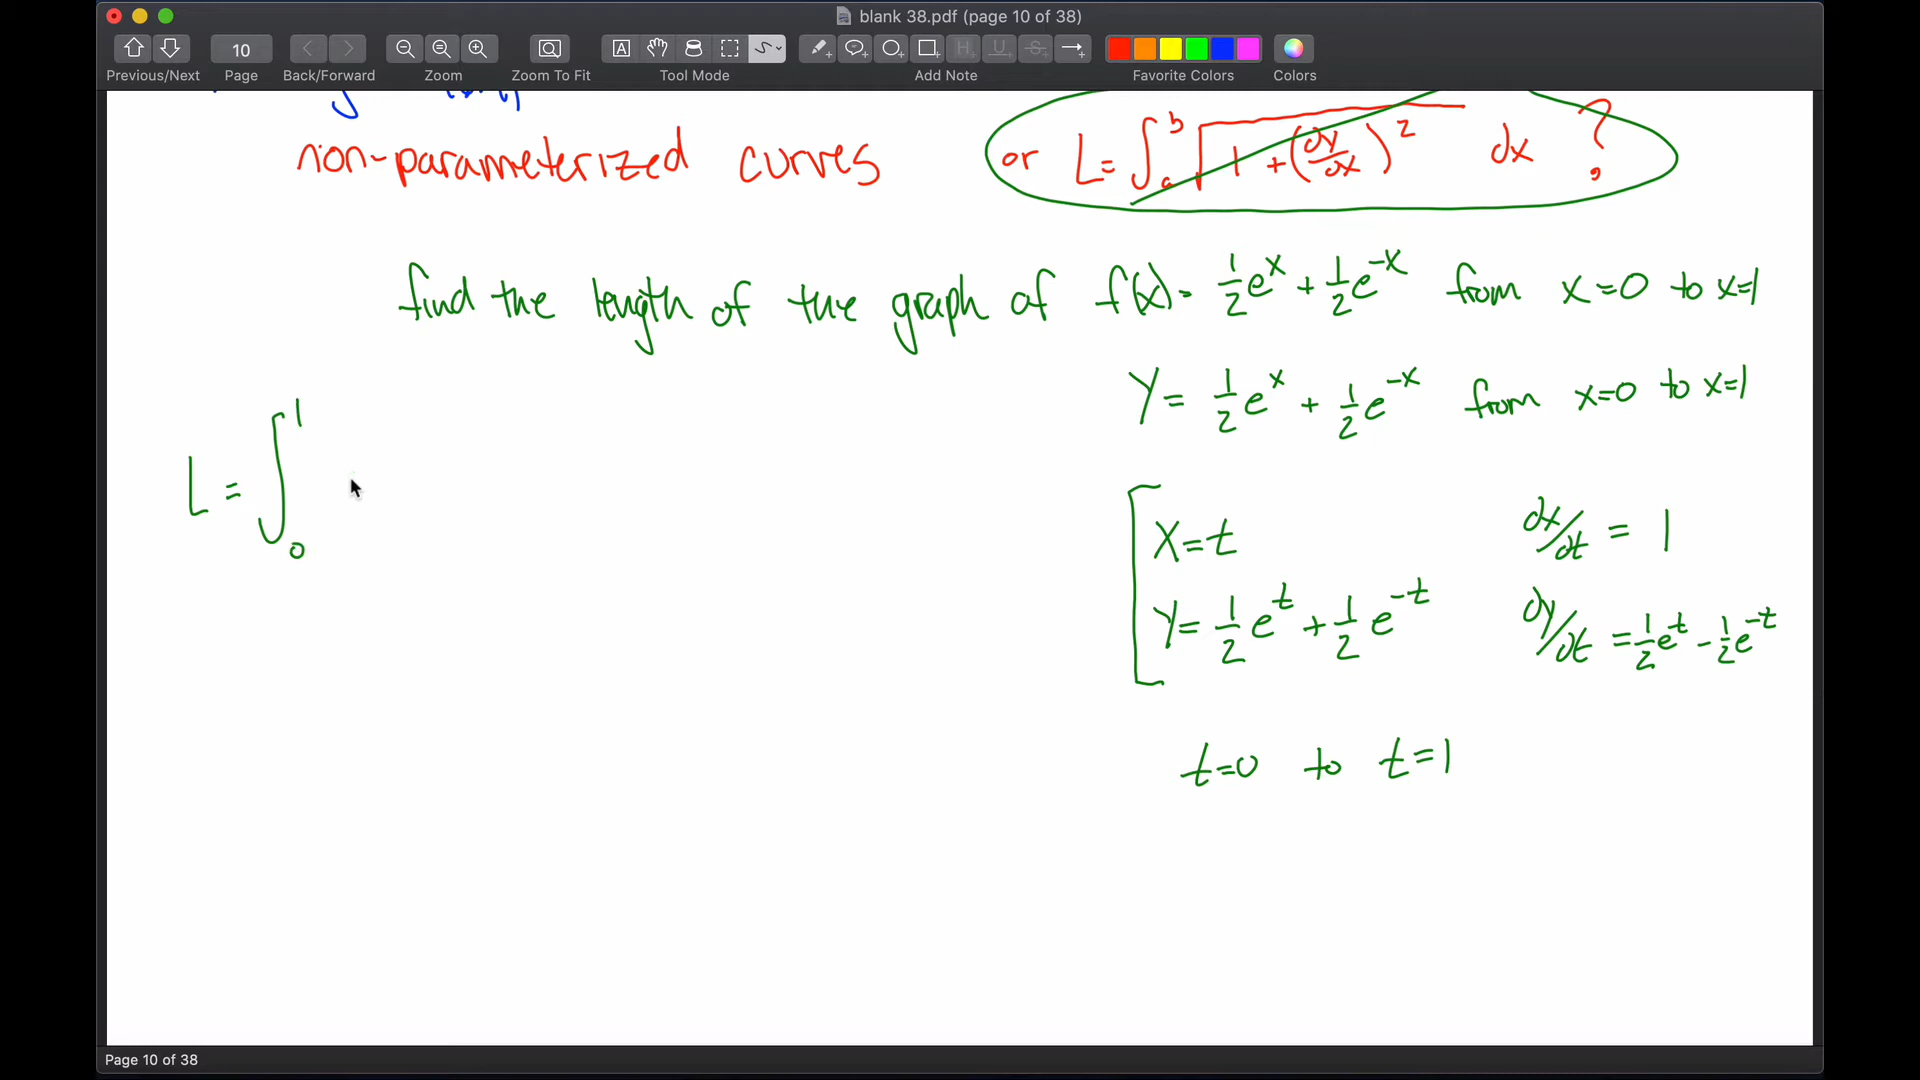 blank 38.pdf (page 10 of 38)
10
Previous/Next Page Back/Forward Zoom Zoom To Fit Tool Mode Add Note Favorite Colors Colors
non-parameterized curves or L = ∫_a^b √(1 + (dy/dx)^2) dx ?
find the length of the graph of f(x) = 1/2 e^x + 1/2 e^-x from x=0 to x=1
Y = 1/2 e^x + 1/2 e^-x from x=0 to x=1
L = ∫_0^1
X=t dx/dt = 1
Y= 1/2 e^t + 1/2 e^-t dy/dt = 1/2 e^t - 1/2 e^-t
t=0 to t=1
Page 10 of 38